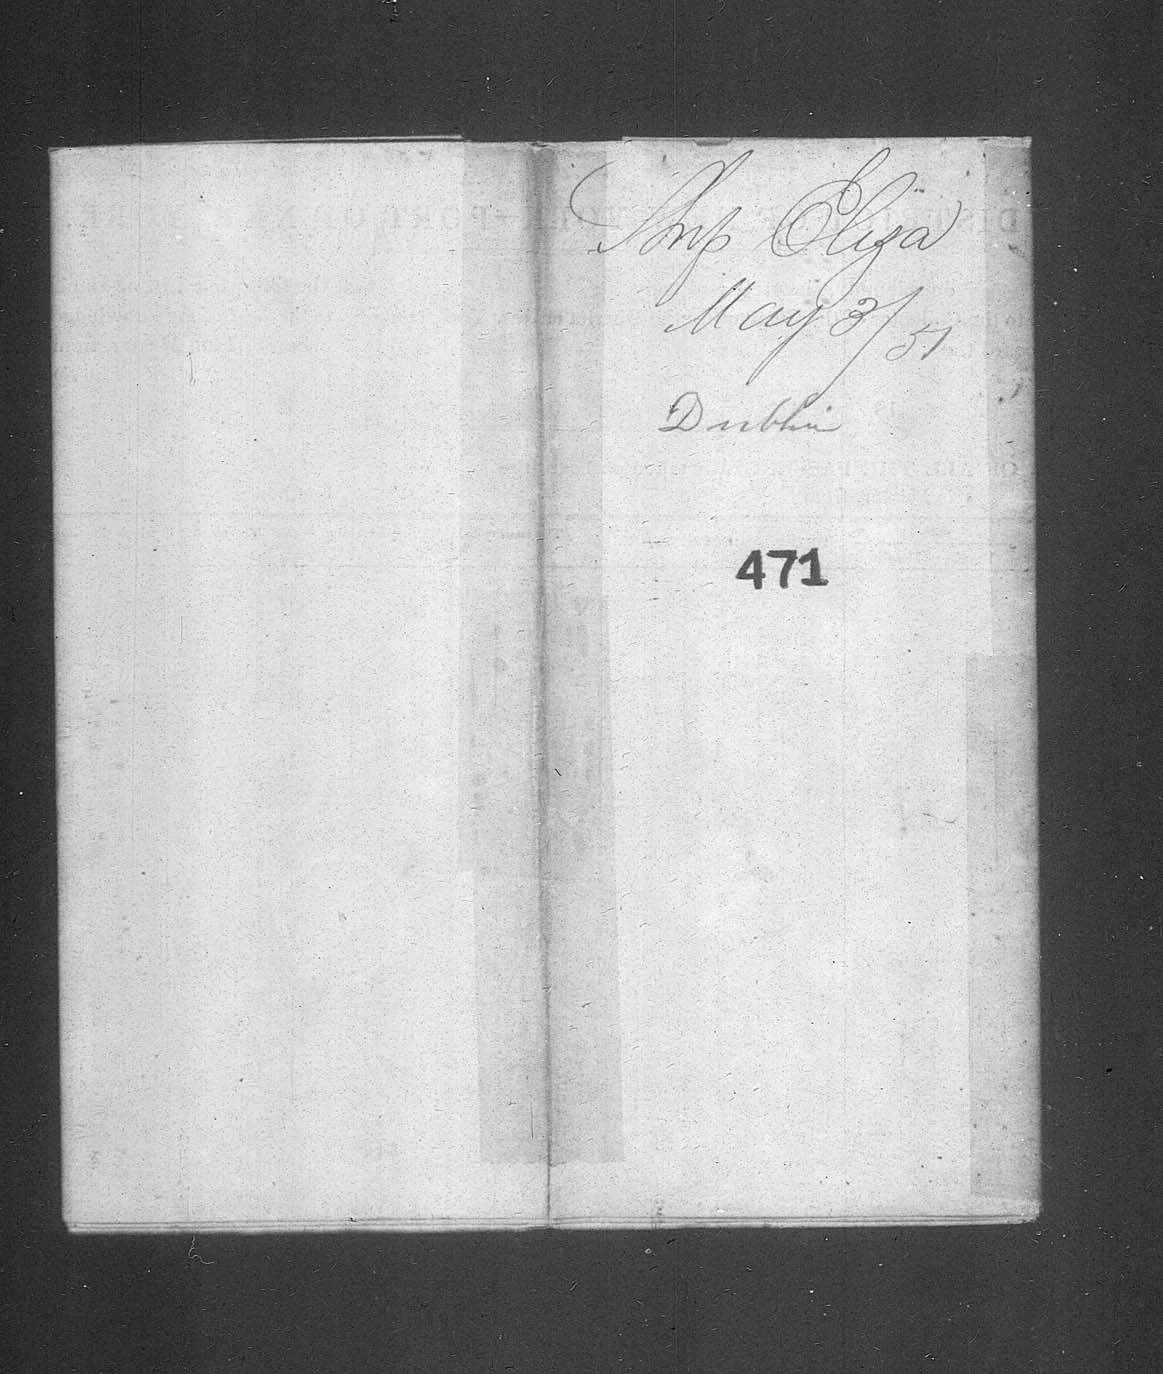 Ship Eliza
May 3/51
Dublin
471